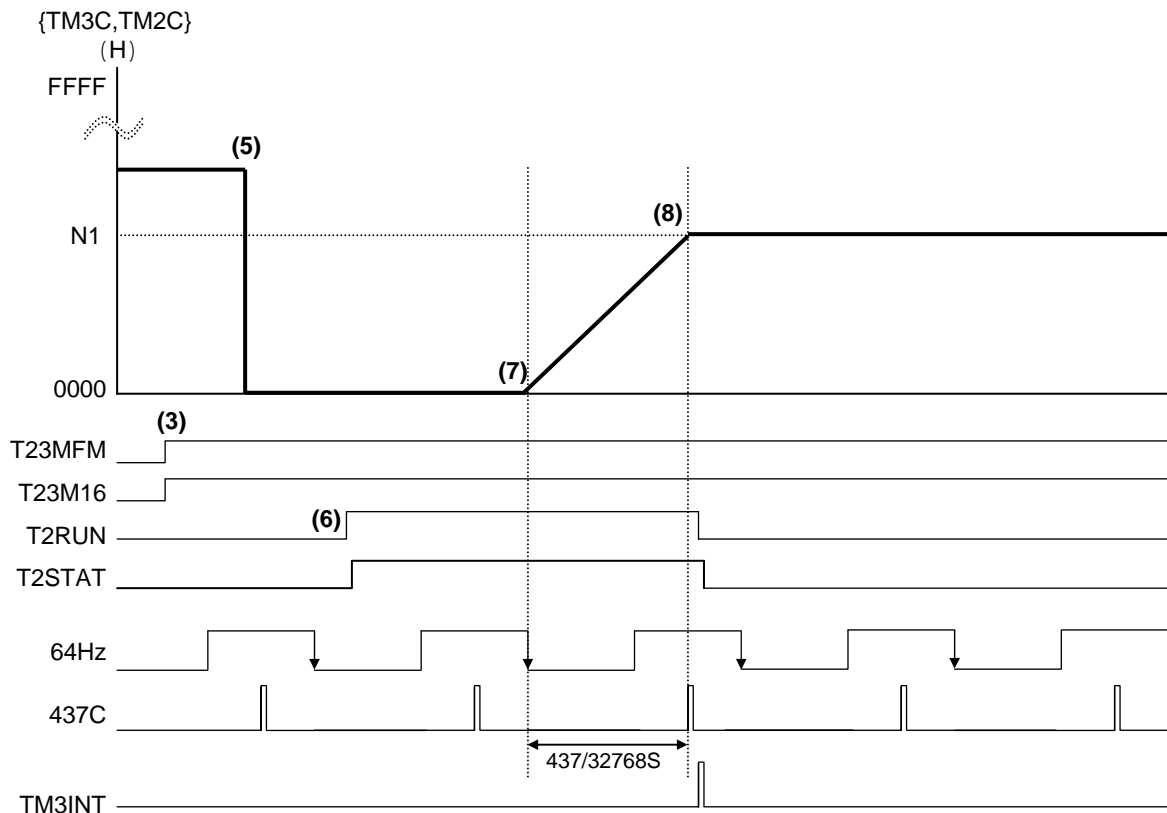 {TM3C,TM2C}
(H)
FFFF
(5)
(8)
N1
(7)
0000
(3)
T23MFM
T23M16
(6)
T2RUN
T2STAT
64Hz
437C
437/32768S
TM3INT